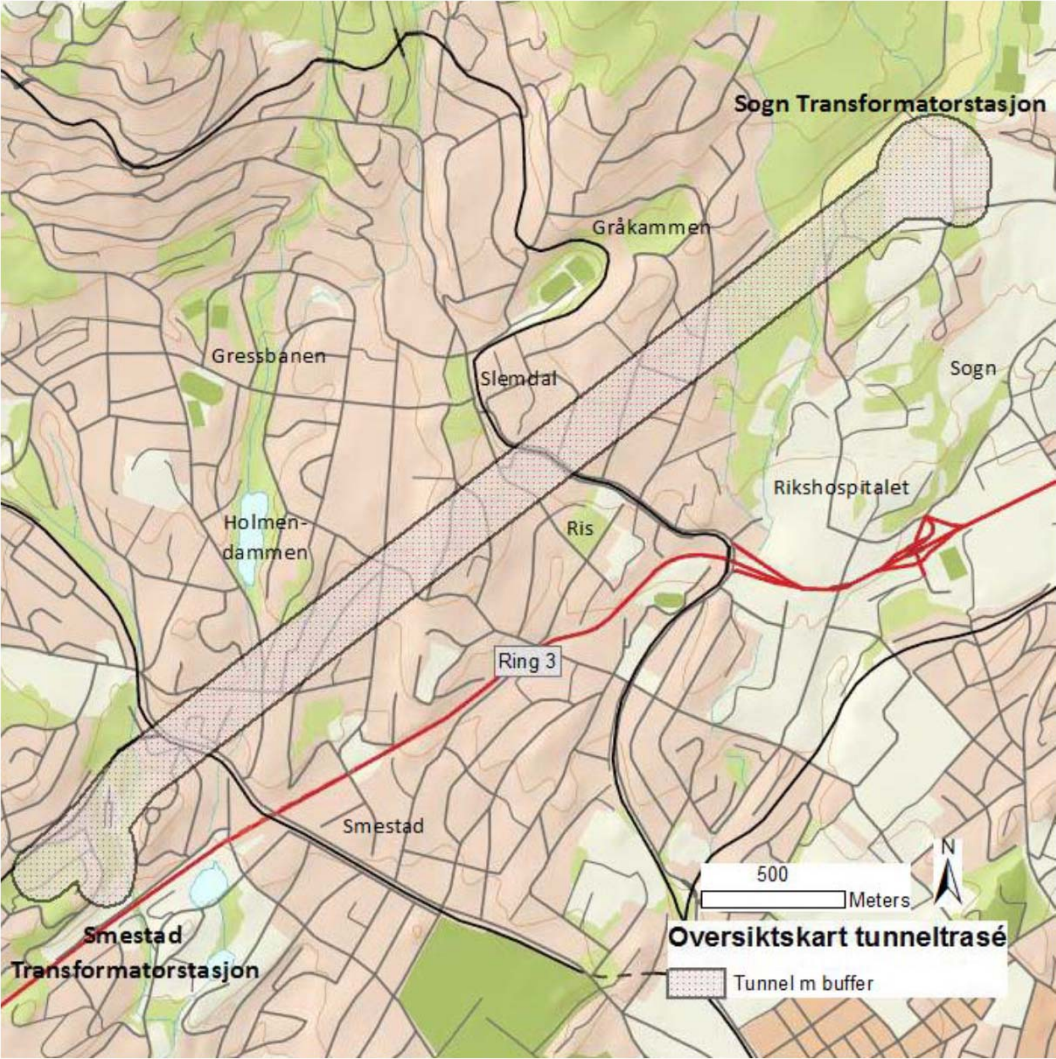 Sogn Transformatorstasjon
Gråkammen
Gressbanen
Slemdal
Sogn
Rikshospitalet
Holmen-
dammen
Ris
Ring 3
Smestad
N
500
Meters
Smestad
Transformatorstasjon
Oversiktskart tunneltrasé
Tunnel m buffer